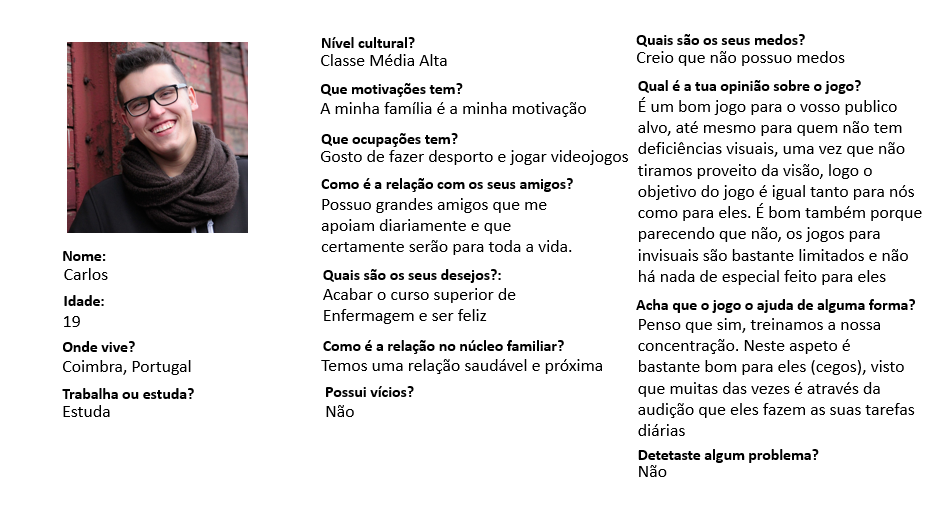 Nome:
Carlos
Idade:
19
Onde vive?
Coimbra, Portugal
Trabalha ou estuda?
Estuda
Nível cultural?
Classe Média Alta
Que motivações tem?
A minha família é a minha motivação
Que ocupações tem?
Gosto de fazer desporto e jogar videojogos
Como é a relação com os seus amigos?
Possuo grandes amigos que me
apoiam diariamente e que
certamente serão para toda a vida.
Quais são os seus desejos?:
Acabar o curso superior de
Enfermagem e ser feliz
Como é a relação no núcleo familiar?
Temos uma relação saudável e próxima
Possui vícios?
Não
Quais são os seus medos?
Creio que não possuo medos
Qual é a tua opinião sobre o jogo?
É um bom jogo para o vosso publico
alvo, até mesmo para quem não tem
deficiências visuais, uma vez que não
tiramos proveito da visão, logo o
objetivo do jogo é igual tanto para nós
como para eles. É bom também porque
parecendo que não, os jogos para
invisuais são bastante limitados e não
há nada de especial feito para eles
Acha que o jogo o ajuda de alguma forma?
Penso que sim, treinamos a nossa
concentração. Neste aspeto é
bastante bom para eles (cegos), visto
que muitas das vezes é através da
audição que eles fazem as suas tarefas
diárias
Detetaste algum problema?
Não